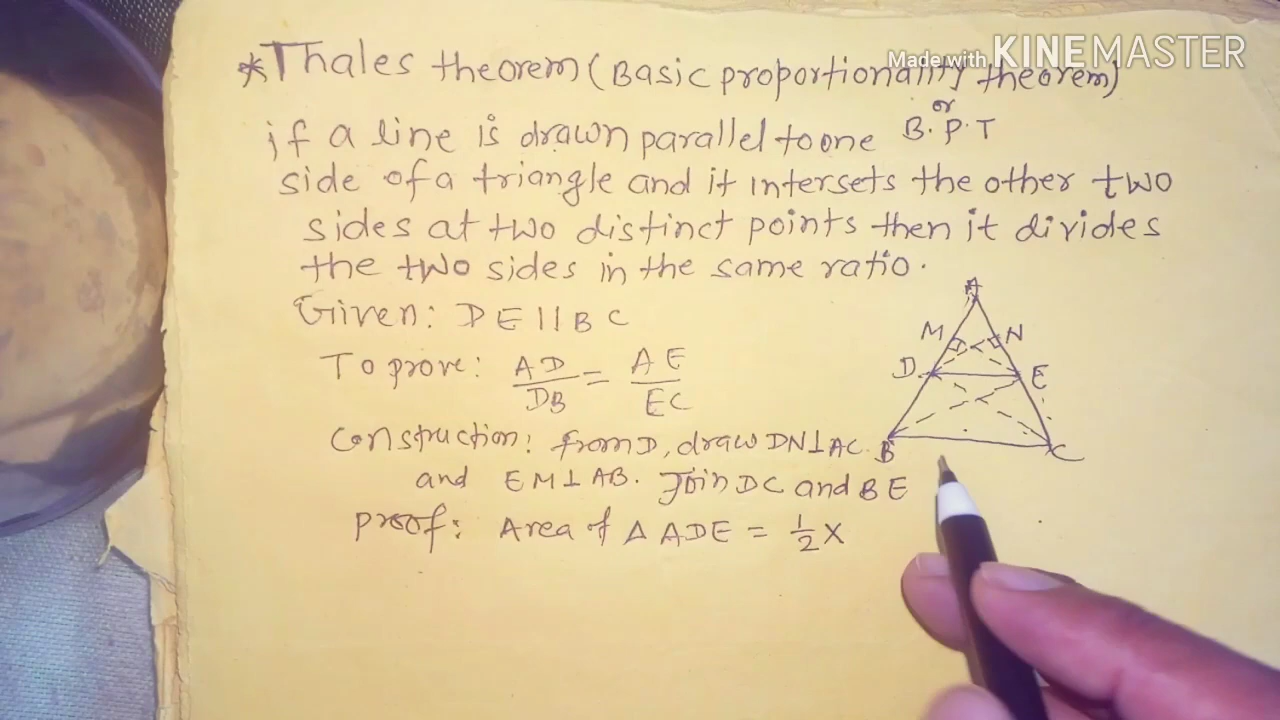 Made with KINEMASTER
*Thales theorem (Basic proportionality theorem)
or
B.P.T
if a line is drawn parallel to one
side of a triangle and it intersets the other two
sides at two distinct points then it divides
the two sides in the same ratio.
Given: DE || BC
To prove: AD/DB = AE/EC
Construction: from D, draw DN⊥AC.
and EM⊥AB. Join DC and BE
Proof: Area of Δ ADE = 1/2 X
A
M N
D E
B C